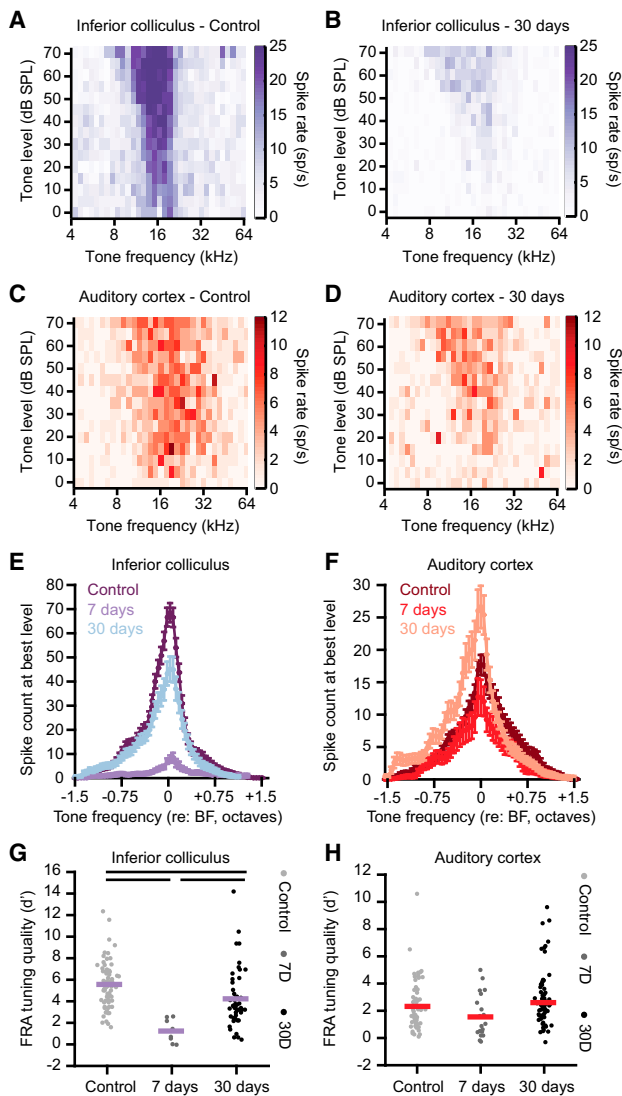 A
Inferior colliculus - Control
Tone level (dB SPL)
70
60
50
40
30
20
10
0
4
8
16
32
64
Tone frequency (kHz)
25
20
15
10
5
0
Spike rate (sp/s)
B
Inferior colliculus - 30 days
Tone level (dB SPL)
70
60
50
40
30
20
10
0
4
8
16
32
64
Tone frequency (kHz)
25
20
15
10
5
0
Spike rate (sp/s)
C
Auditory cortex - Control
Tone level (dB SPL)
70
60
50
40
30
20
10
0
4
8
16
32
64
Tone frequency (kHz)
12
10
8
6
4
2
0
Spike rate (sp/s)
D
Auditory cortex - 30 days
Tone level (dB SPL)
70
60
50
40
30
20
10
0
4
8
16
32
64
Tone frequency (kHz)
12
10
8
6
4
2
0
Spike rate (sp/s)
E
Inferior colliculus
Control
7 days
30 days
Spike count at best level
80
70
60
50
40
30
20
10
0
-1.5
-0.75
0
+0.75
+1.5
Tone frequency (re: BF, octaves)
F
Auditory cortex
Control
7 days
30 days
Spike count at best level
30
25
20
15
10
5
0
-1.5
-0.75
0
+0.75
+1.5
Tone frequency (re: BF, octaves)
G
Inferior colliculus
FRA tuning quality (d')
16
14
12
10
8
6
4
2
0
-2
Control
7 days
30 days
Control
7D
30D
H
Auditory cortex
FRA tuning quality (d')
12
10
8
6
4
2
0
-2
Control
7 days
30 days
Control
7D
30D